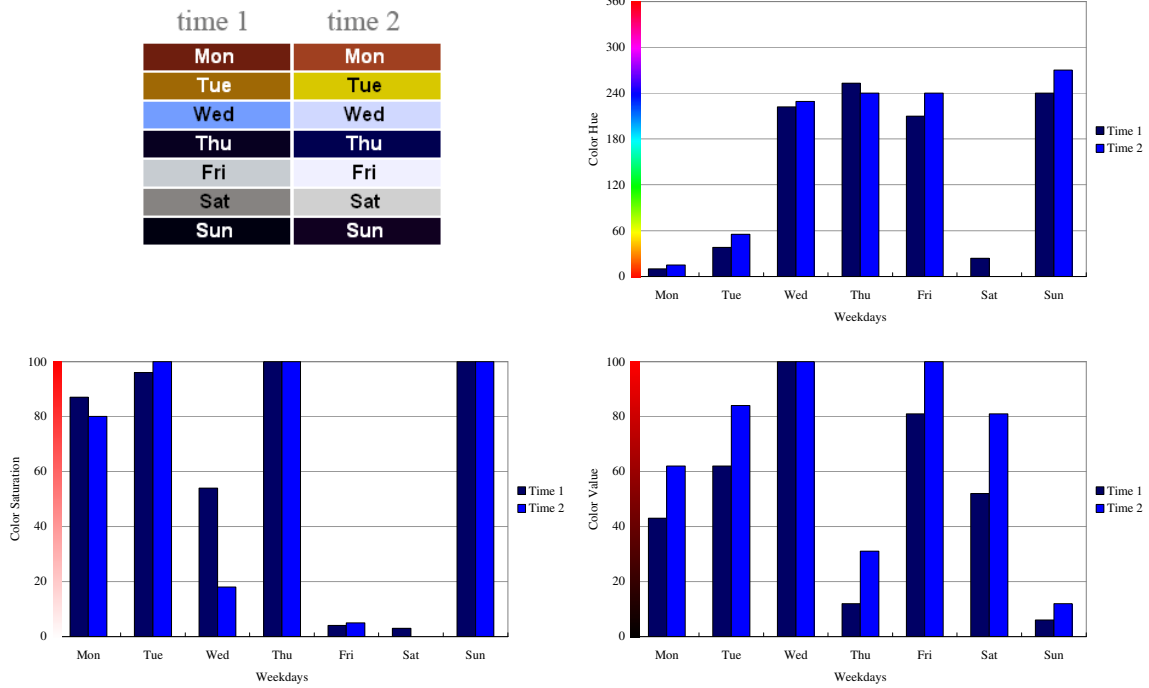 time 1 time 2
Mon Mon
Tue Tue
Wed Wed
Thu Thu
Fri Fri
Sat Sat
Sun Sun
360
300
240
180
120
60
0
Color Hue
Mon Tue Wed Thu Fri Sat Sun
Weekdays
Time 1
Time 2
100
80
60
40
20
0
Color Saturation
Mon Tue Wed Thu Fri Sat Sun
Weekdays
Time 1
Time 2
100
80
60
40
20
0
Color Value
Mon Tue Wed Thu Fri Sat Sun
Weekdays
Time 1
Time 2